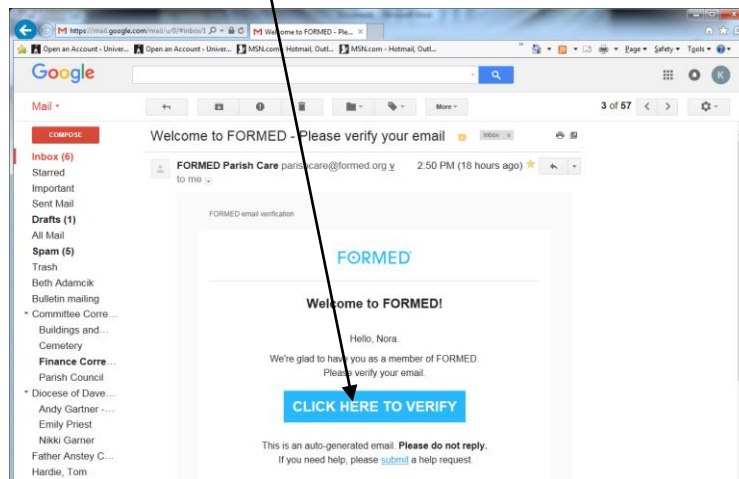 https://mail.google.com/mail/u/0/#inbox/1
Welcome to FORMED - Ple...
Open an Account - Univer... Open an Account - Univer... MSN.com - Hotmail, Outl... MSN.com - Hotmail, Outl...
Page Safety Tools
Google
K
Mail
More
3 of 57
COMPOSE
Welcome to FORMED - Please verify your email
Inbox x
Inbox (6)
FORMED Parish Care parishcare@formed.org 2:50 PM (18 hours ago)
to me
Starred
Important
Sent Mail
Drafts (1)
All Mail
Spam (5)
Trash
Beth Adamcik
Bulletin mailing
Committee Corre...
Buildings and...
Cemetery
Finance Corre...
Parish Council
Diocese of Dave...
Andy Gartner -...
Emily Priest
Nikki Garner
Father Anstey C...
Hardie, Tom
FORMED email verification
FORMED
Welcome to FORMED!
Hello, Nora.
We're glad to have you as a member of FORMED.
Please verify your email.
CLICK HERE TO VERIFY
This is an auto-generated email. Please do not reply.
If you need help, please submit a help request.